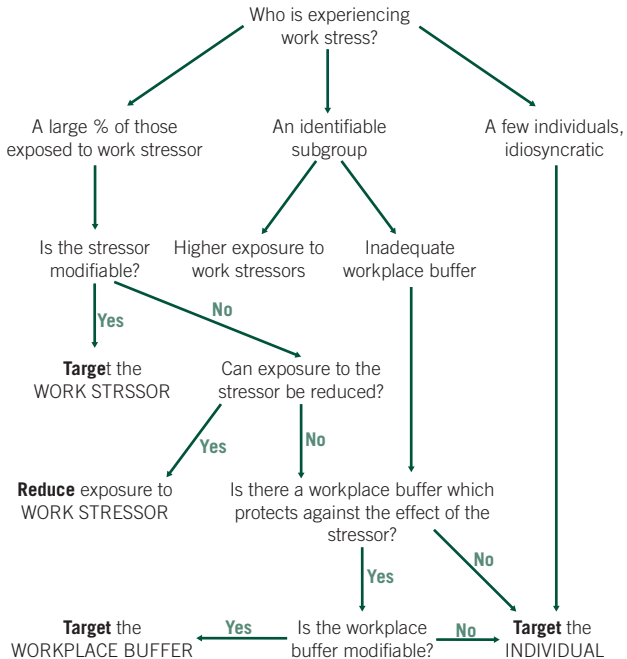 Who is experiencing
work stress?
A large % of those
exposed to work stressor
An identifiable
subgroup
A few individuals,
idiosyncratic
Is the stressor
modifiable?
Higher exposure to
work stressors
Inadequate
workplace buffer
Yes
No
Target the
WORK STRSSOR
Can exposure to the
stressor be reduced?
Yes
No
Reduce exposure to
WORK STRESSOR
Is there a workplace buffer which
protects against the effect of the
stressor?
Yes
No
Target the
WORKPLACE BUFFER
Yes
Is the workplace
buffer modifiable?
No
Target the
INDIVIDUAL